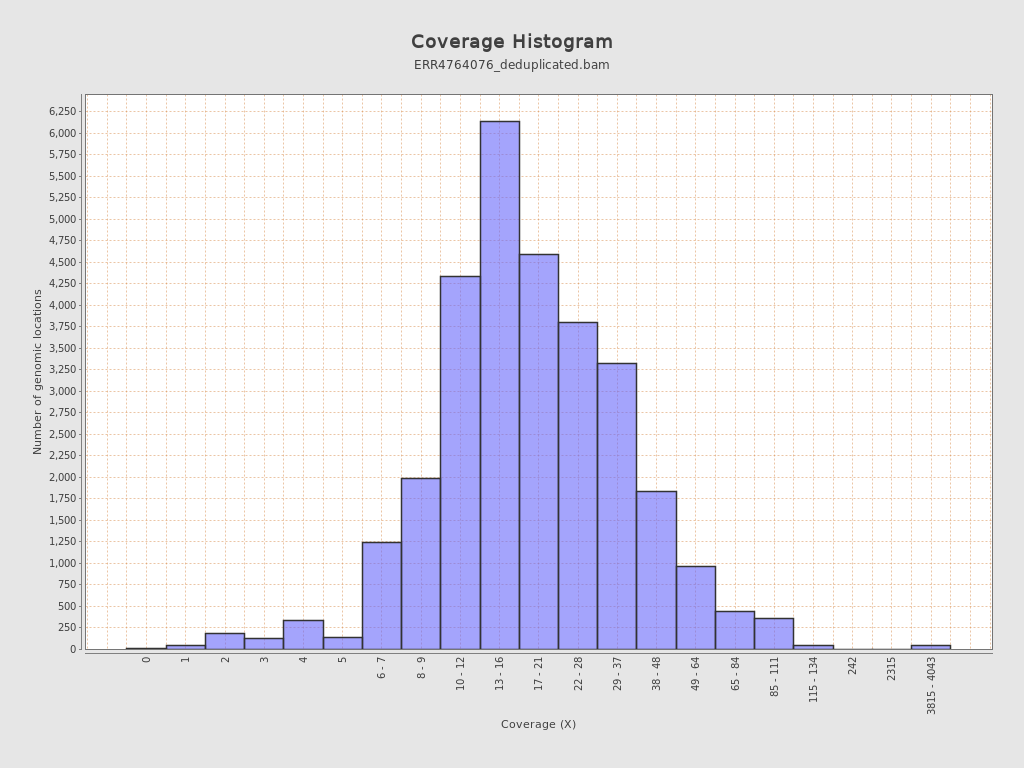 Coverage Histogram
ERR4764076_deduplicated.bam
Number of genomic locations
6,250
6,000
5,750
5,500
5,250
5,000
4,750
4,500
4,250
4,000
3,750
3,500
3,250
3,000
2,750
2,500
2,250
2,000
1,750
1,500
1,250
1,000
750
500
250
0
0
1
2
3
4
5
6 - 7
8 - 9
10 - 12
13 - 16
17 - 21
22 - 28
29 - 37
38 - 48
49 - 64
65 - 84
85 - 111
115 - 134
242
2315
3815 - 4043
Coverage (X)